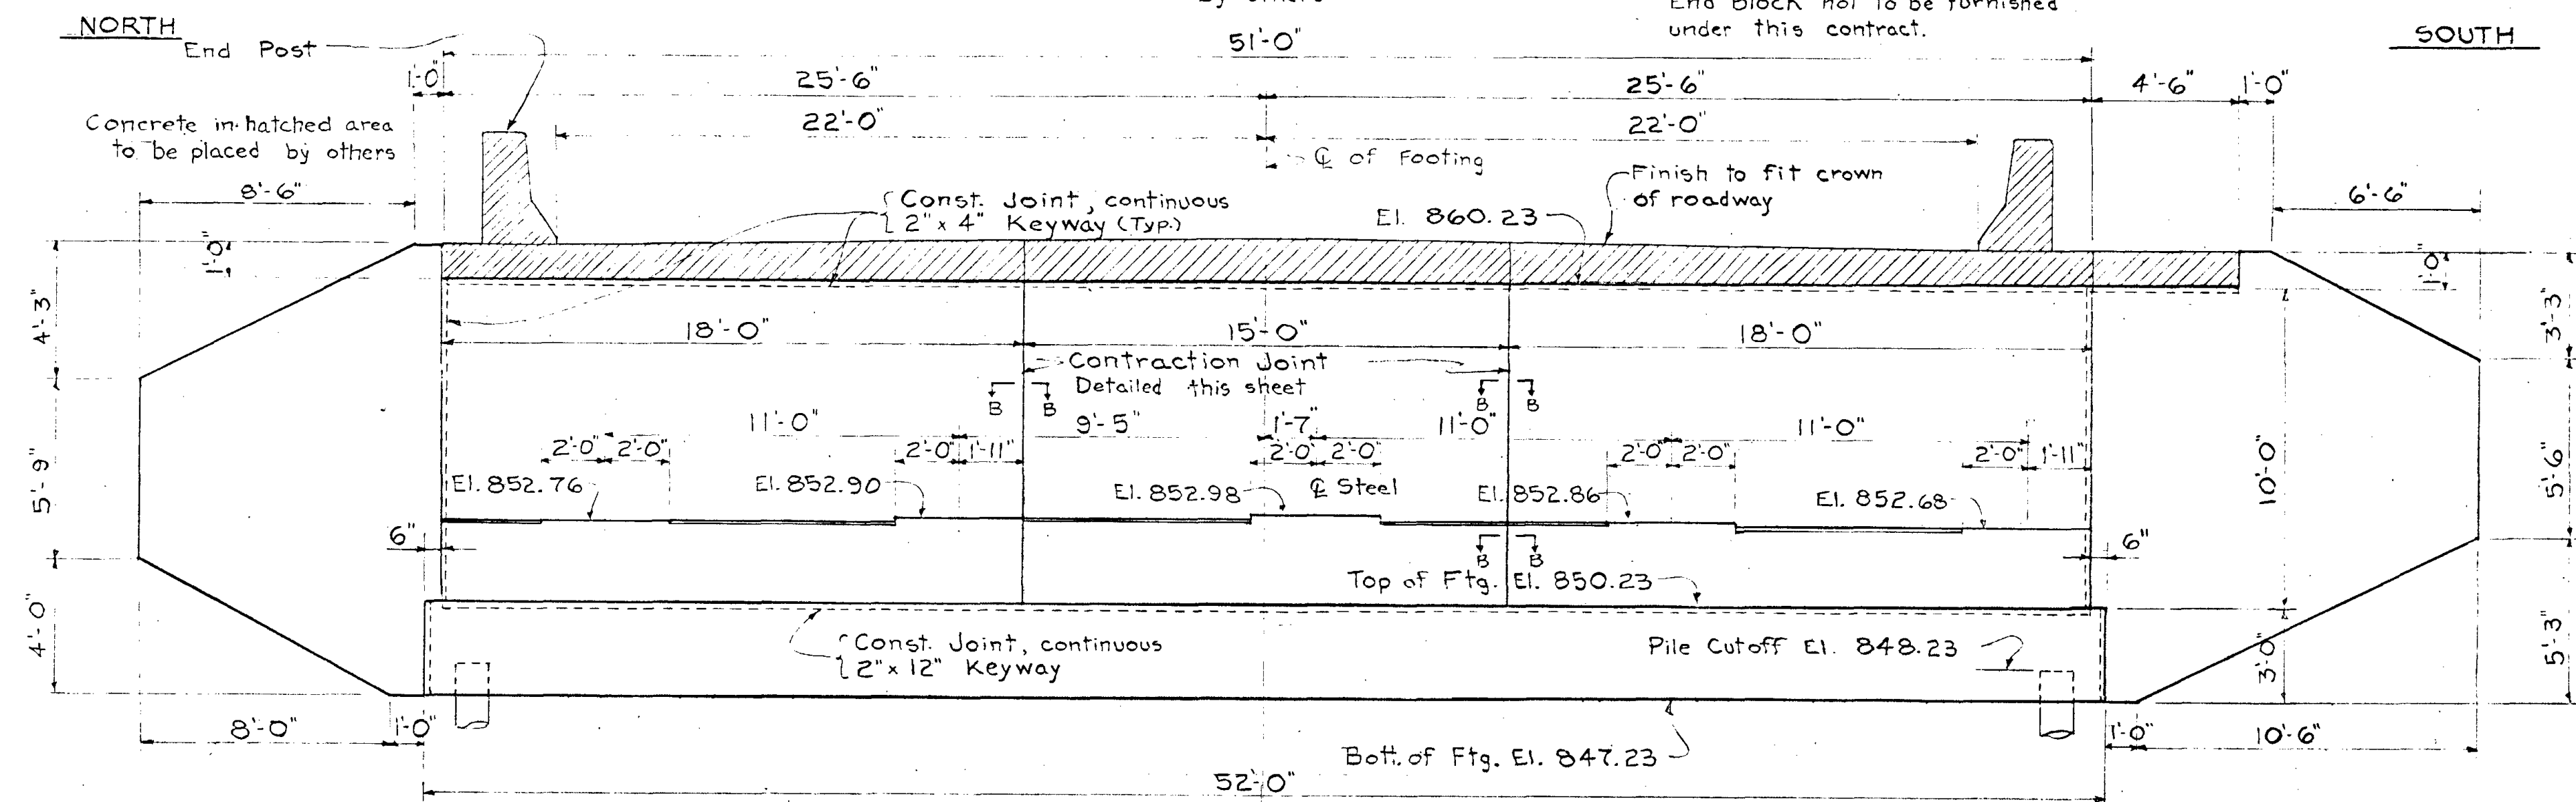 By Others
End Block not to be furnished
under this contract.
NORTH
SOUTH
End Post
51'-0"
1'-0"
25'-6"
25'-6"
4'-6"
1'-0"
Concrete in hatched area
to be placed by others
22'-0"
22'-0"
℄ of Footing
Finish to fit crown
of roadway
8'-6"
6'-6"
Const. Joint, continuous
2" x 4" Keyway (Typ.)
El. 860.23
1'-0"
1'-0"
4'-3"
3'-3"
18'-0"
15'-0"
18'-0"
Contraction Joint
Detailed this sheet
B B
B B
11'-0"
9'-5"
1'-7"
11'-0"
11'-0"
2'-0" 2'-0"
2'-0" 1'-11"
2'-0" 2'-0"
2'-0" 2'-0"
2'-0" 1'-11"
5'-9"
10'-0"
5'-6"
El. 852.76
El. 852.90
El. 852.98
℄ Steel
El. 852.86
El. 852.68
6"
6"
B B
Top of Ftg. El. 850.23
4'-0"
Const. Joint, continuous
2" x 12" Keyway
Pile Cutoff El. 848.23
3'-0"
5'-3"
8'-0"
1'-0"
1'-0"
10'-6"
Bott. of Ftg. El. 847.23
52'-0"